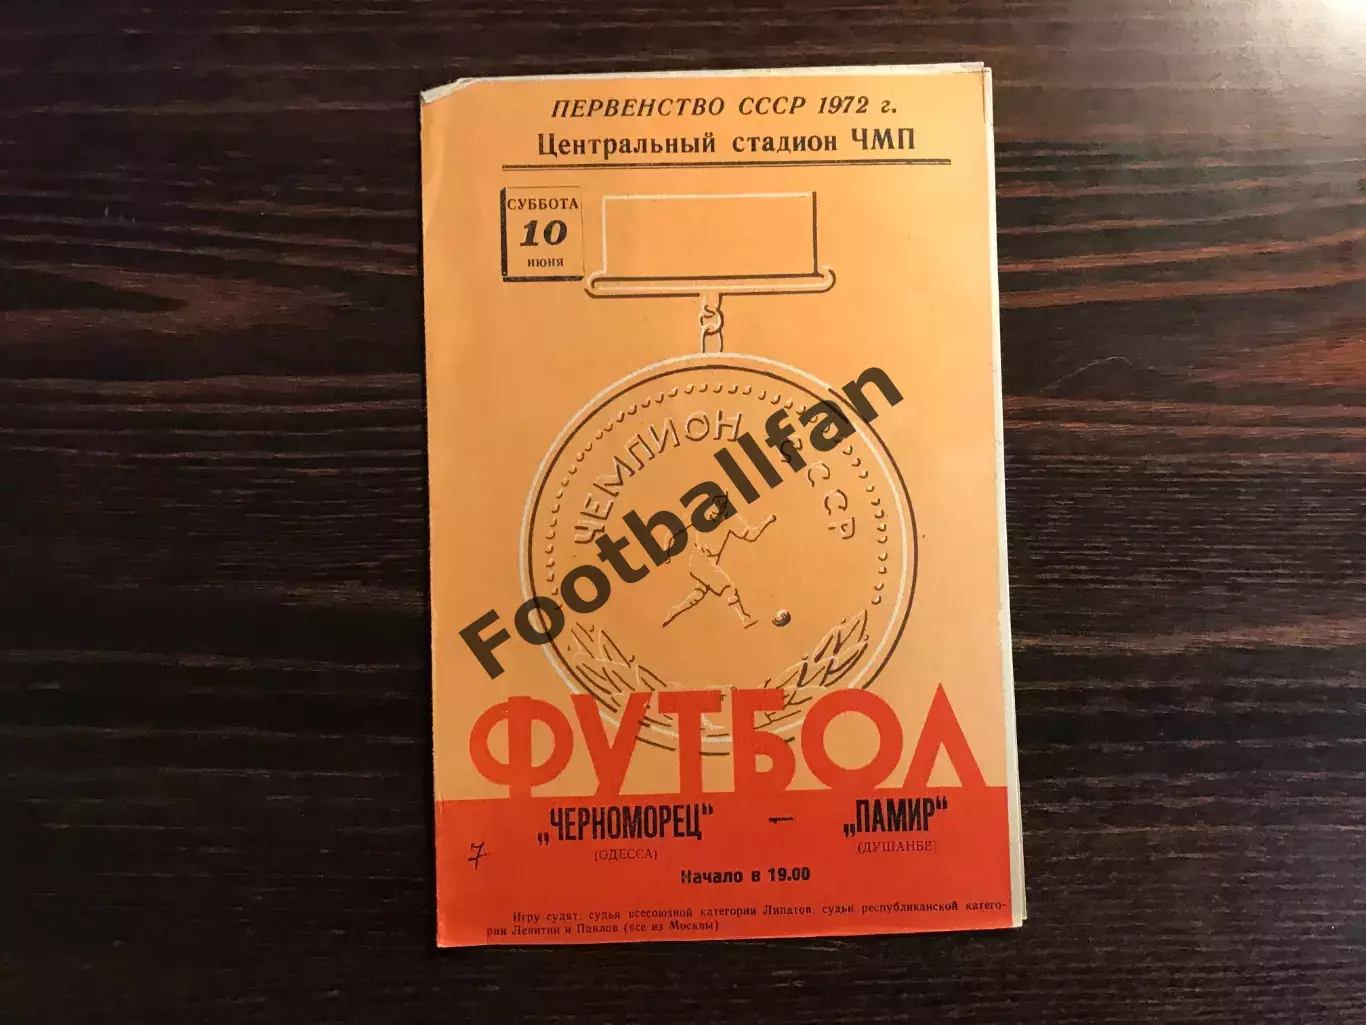 ПЕРВЕНСТВО СССР 1972 г.
Центральный стадион ЧМП
СУББОТА
10
ИЮНЯ
ЧЕМПИОН СССР
Footballfan
ФУТБОЛ
„ЧЕРНОМОРЕЦ“ — „ПАМИР“
(ОДЕССА) (ДУШАНБЕ)
7
Начало в 19.00
Игру судят: судья всесоюзной категории Липатов, судьи республиканской катего-
рии Левитин и Павлов (все из Москвы)